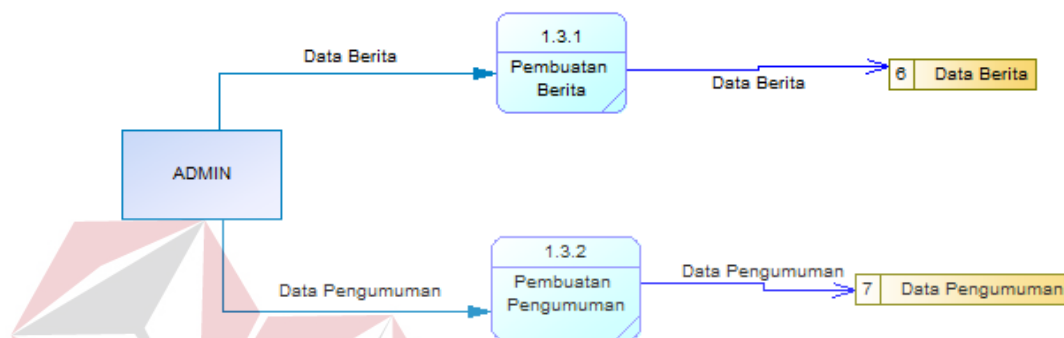 1.3.1
Data Berita
Pembuatan
Berita
Data Berita
6 Data Berita
ADMIN
1.3.2
Data Pengumuman
Pembuatan
Pengumuman
Data Pengumuman
7 Data Pengumuman